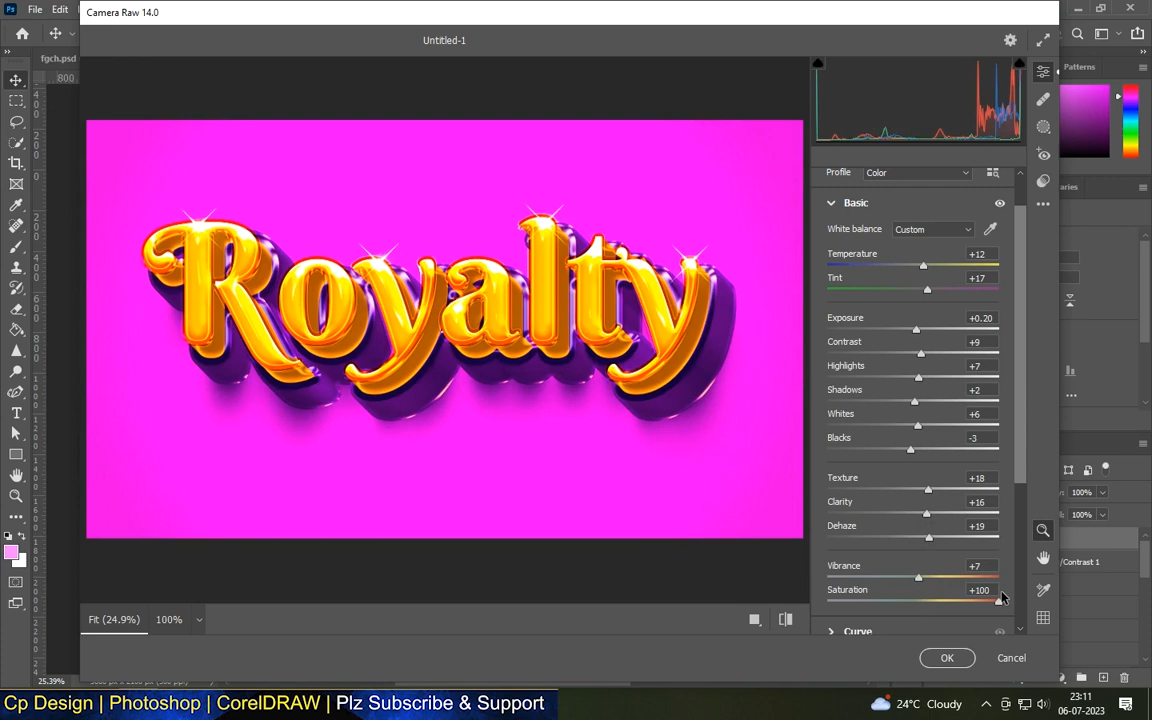 Ps File Edit
Camera Raw 14.0
Untitled-1
fgch.psd
800
Patterns
Royalty
Profile Color
Basic
White balance Custom
Temperature +12
Tint +17
Exposure +0.20
Contrast +9
Highlights +7
Shadows +2
Whites +6
Blacks -3
Texture +18
Clarity +16
Dehaze +19
Vibrance +7
Saturation +100
Curve
100%
100%
/Contrast 1
Fit (24.9%) 100%
OK Cancel
25.39%
Cp Design | Photoshop | CorelDRAW | Plz Subscribe & Support
24°C Cloudy
23:11
06-07-2023